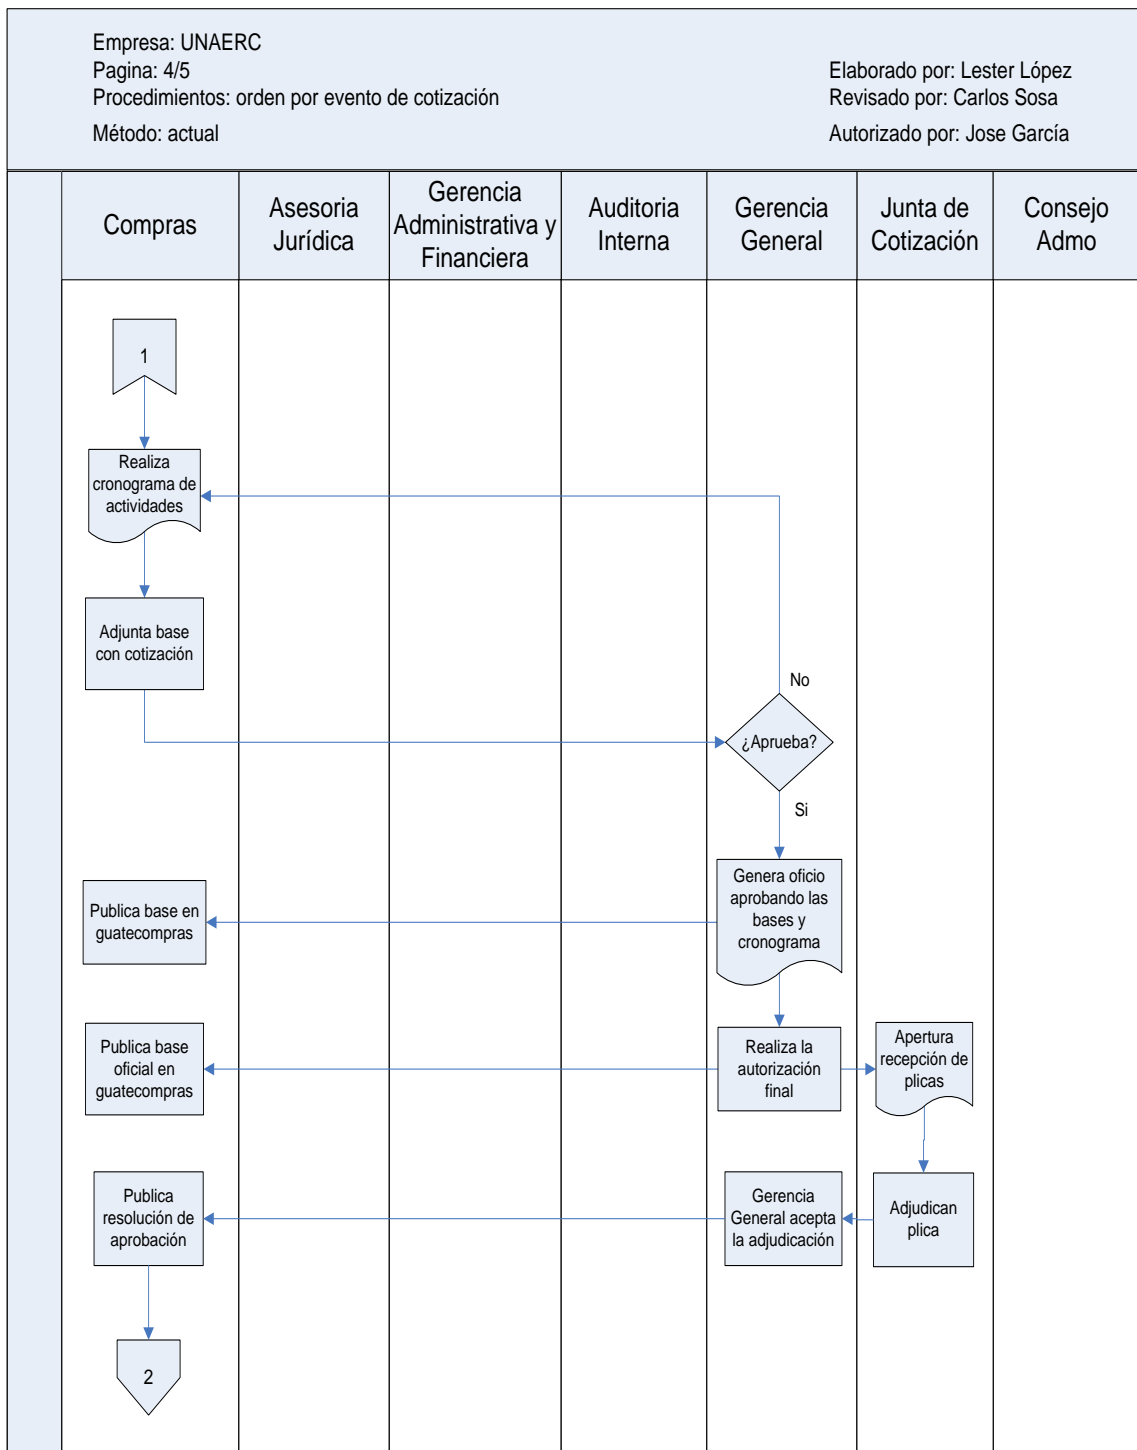 Empresa: UNAERC
Pagina: 4/5
Procedimientos: orden por evento de cotización
Método: actual
Elaborado por: Lester López
Revisado por: Carlos Sosa
Autorizado por: Jose García
Compras
Asesoria
Jurídica
Gerencia
Administrativa y
Financiera
Auditoria
Interna
Gerencia
General
Junta de
Cotización
Consejo
Admo
1
Realiza
cronograma de
actividades
Adjunta base
con cotización
No
¿Aprueba?
Si
Genera oficio
aprobando las
bases y
cronograma
Publica base en
guatecompras
Publica base
oficial en
guatecompras
Realiza la
autorización
final
Apertura
recepción de
plicas
Publica
resolución de
aprobación
Gerencia
General acepta
la adjudicación
Adjudican
plica
2